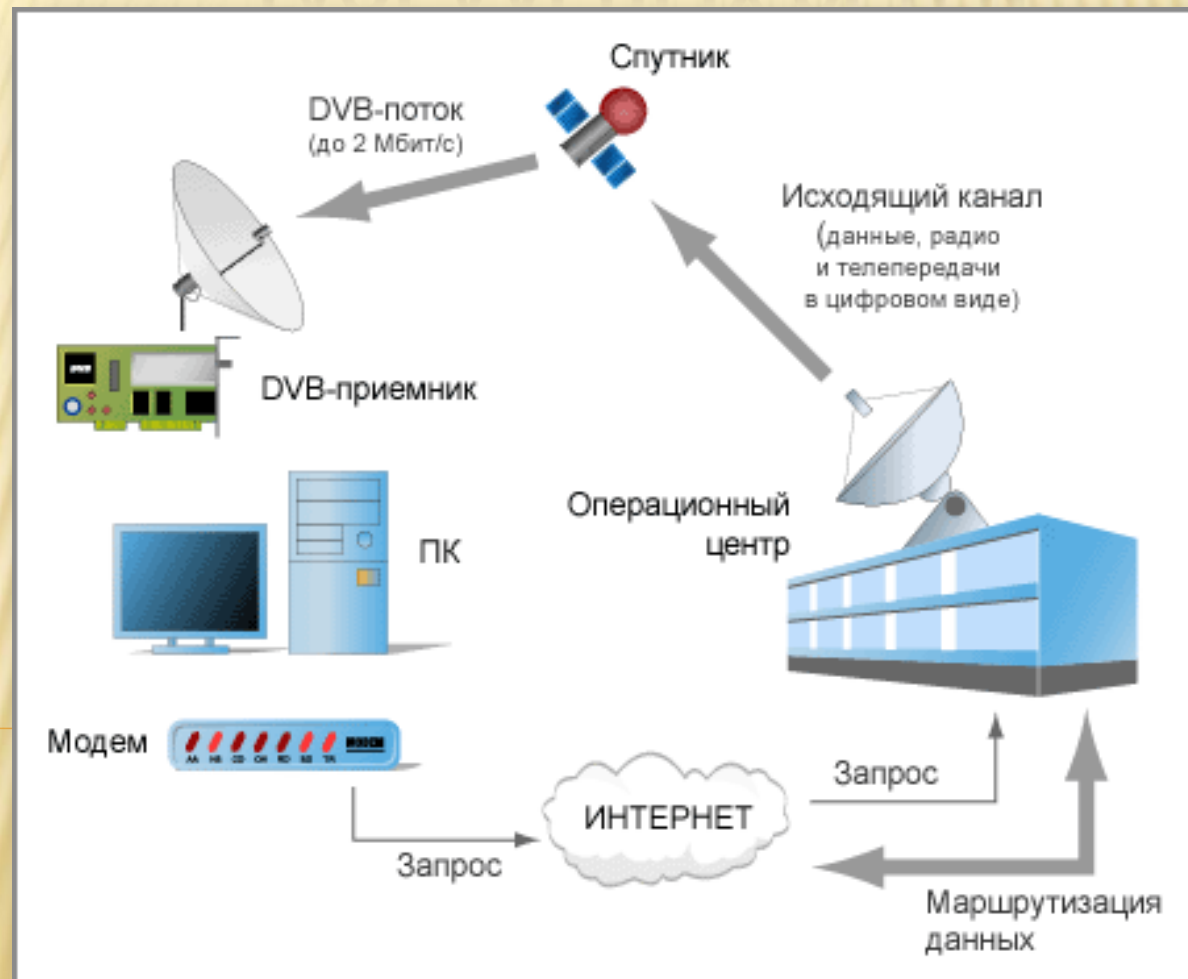 Спутник
DVB-поток
(до 2 Мбит/с)
Исходящий канал
(данные, радио
и телепередачи
в цифровом виде)
DVB-приемник
Операционный
центр
ПК
Модем
MODEM
Запрос
ИНТЕРНЕТ
Запрос
Маршрутизация
данных